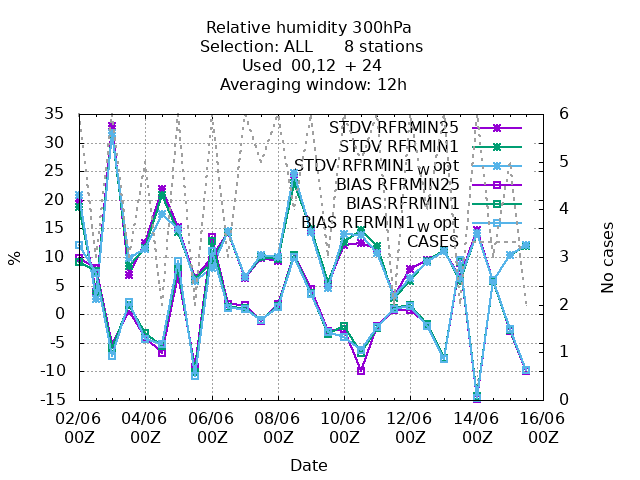 Relative humidity 300hPa
Selection: ALL 8 stations
Used 00,12 + 24
Averaging window: 12h
35
30
25
20
15
10
5
0
-5
-10
-15
%
6
5
4
3
2
1
0
No cases
STDV RFRMIN25
STDV RFRMIN1
STDV RFRMIN1_W opt
BIAS RFRMIN25
BIAS RFRMIN1
BIAS RFRMIN1_W opt
CASES
02/06 04/06 06/06 08/06 10/06 12/06 14/06 16/06
00Z 00Z 00Z 00Z 00Z 00Z 00Z 00Z
Date